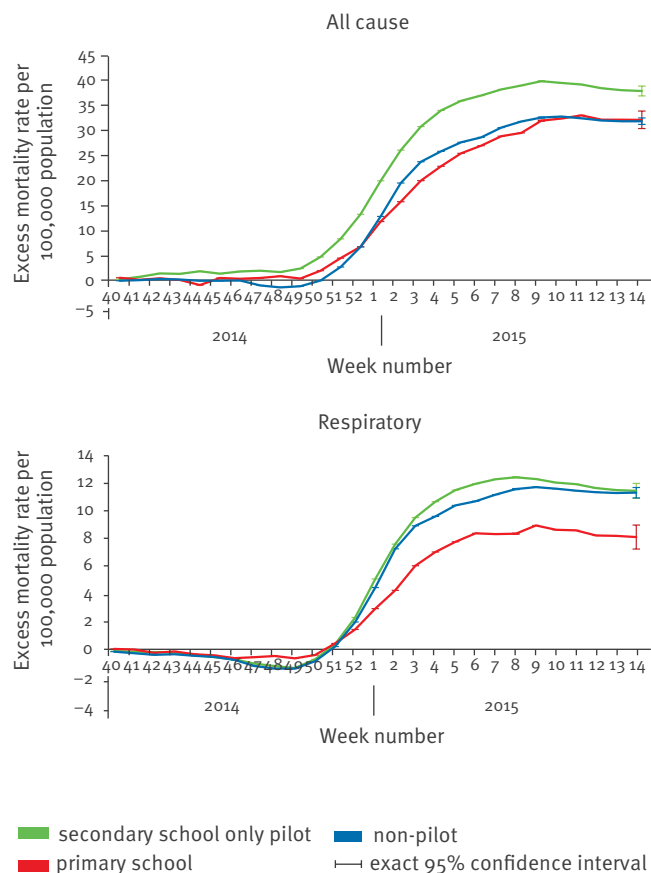 All cause
Excess mortality rate per
100,000 population
45
40
35
30
25
20
15
10
5
0
−5
40 41 42 43 44 45 46 47 48 49 50 51 52 1 2 3 4 5 6 7 8 9 10 11 12 13 14
2014 2015
Week number
Respiratory
Excess mortality rate per
100,000 population
14
12
10
8
6
4
2
0
−2
−4
40 41 42 43 44 45 46 47 48 49 50 51 52 1 2 3 4 5 6 7 8 9 10 11 12 13 14
2014 2015
Week number
secondary school only pilot non-pilot
primary school exact 95% confidence interval